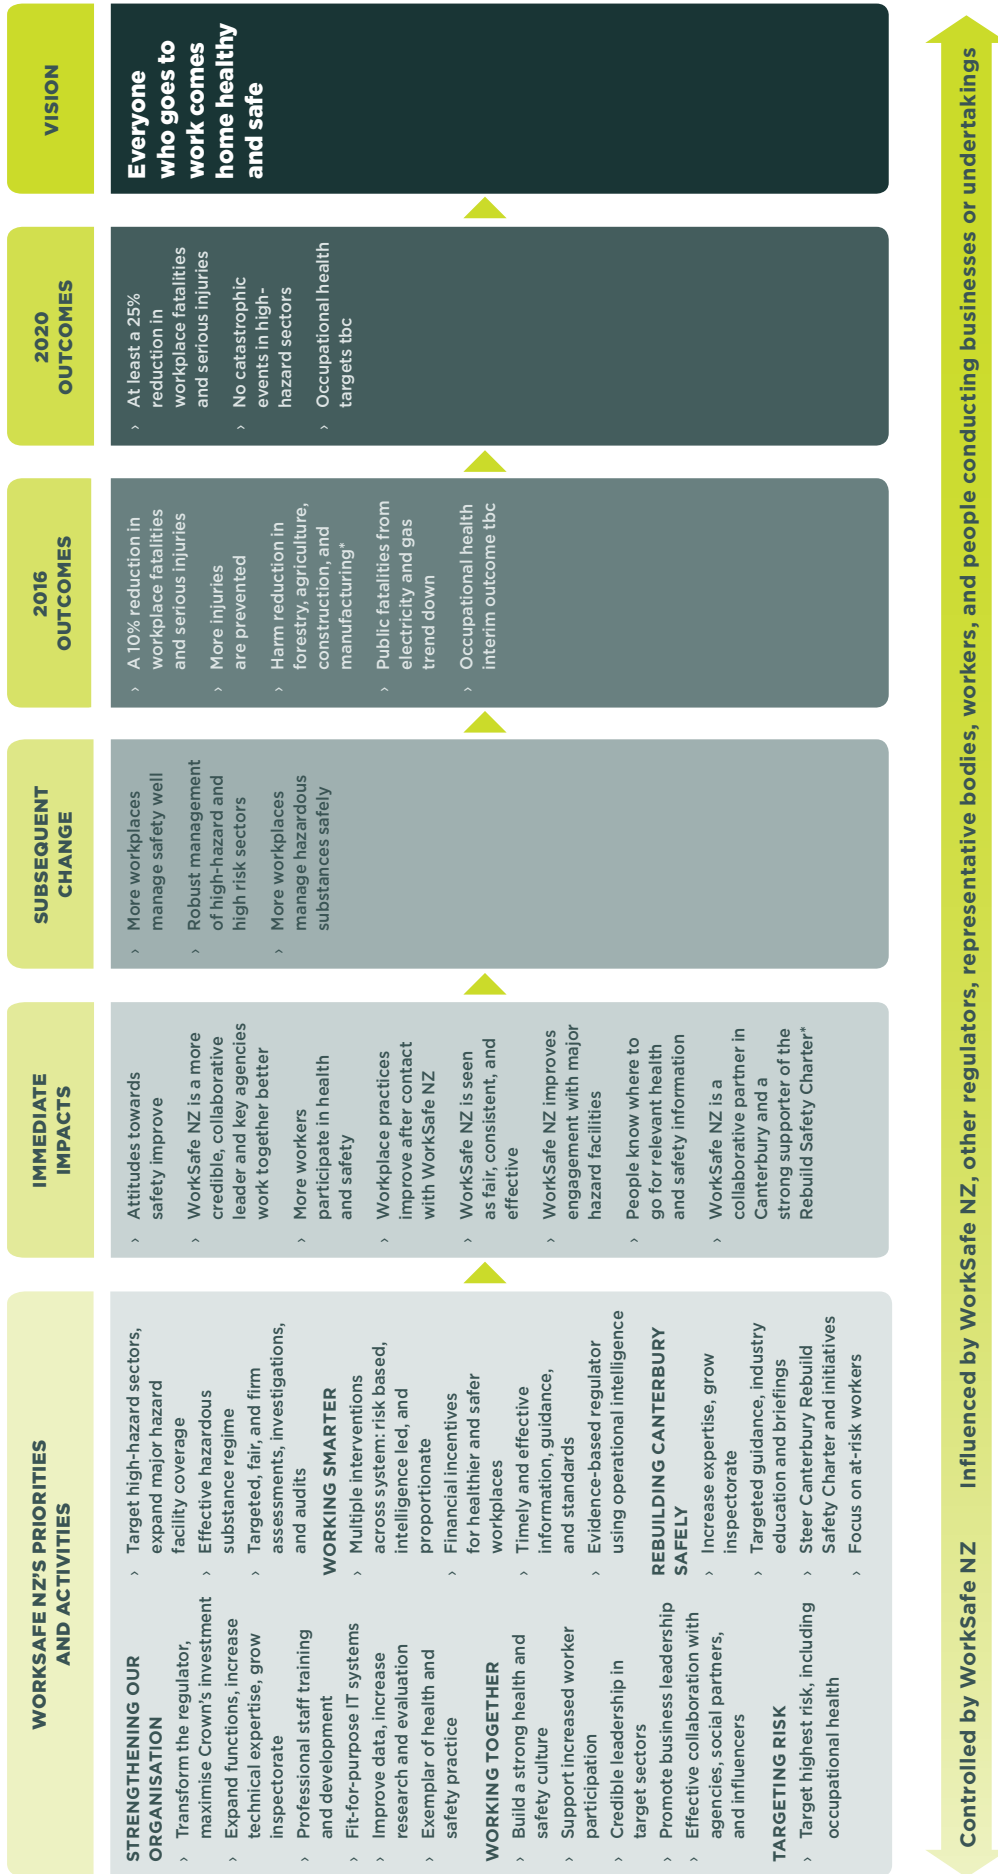 WORKSAFE NZ'S PRIORITIES
AND ACTIVITIES
STRENGTHENING OUR
ORGANISATION
› Transform the regulator,
maximise Crown's investment
› Expand functions, increase
technical expertise, grow
inspectorate
› Professional staff training
and development
› Fit-for-purpose IT systems
› Improve data, increase
research and evaluation
› Exemplar of health and
safety practice
WORKING TOGETHER
› Build a strong health and
safety culture
› Support increased worker
participation
› Credible leadership in
target sectors
› Promote business leadership
› Effective collaboration with
agencies, social partners,
and influencers
TARGETING RISK
› Target highest risk, including
occupational health
› Target high-hazard sectors,
expand major hazard
facility coverage
› Effective hazardous
substance regime
› Targeted, fair, and firm
assessments, investigations,
and audits
WORKING SMARTER
› Multiple interventions
across system: risk based,
intelligence led, and
proportionate
› Financial incentives
for healthier and safer
workplaces
› Timely and effective
information, guidance,
and standards
› Evidence-based regulator
using operational intelligence
REBUILDING CANTERBURY
SAFELY
› Increase expertise, grow
inspectorate
› Targeted guidance, industry
education and briefings
› Steer Canterbury Rebuild
Safety Charter and initiatives
› Focus on at-risk workers
IMMEDIATE
IMPACTS
› Attitudes towards
safety improve
› WorkSafe NZ is a more
credible, collaborative
leader and key agencies
work together better
› More workers
participate in health
and safety
› Workplace practices
improve after contact
with WorkSafe NZ
› WorkSafe NZ is seen
as fair, consistent, and
effective
› WorkSafe NZ improves
engagement with major
hazard facilities
› People know where to
go for relevant health
and safety information
› WorkSafe NZ is a
collaborative partner in
Canterbury and a
strong supporter of the
Rebuild Safety Charter*
SUBSEQUENT
CHANGE
› More workplaces
manage safety well
› Robust management
of high-hazard and
high risk sectors
› More workplaces
manage hazardous
substances safely
2016
OUTCOMES
› A 10% reduction in
workplace fatalities
and serious injuries
› More injuries
are prevented
› Harm reduction in
forestry, agriculture,
construction, and
manufacturing*
› Public fatalities from
electricity and gas
trend down
› Occupational health
interim outcome tbc
2020
OUTCOMES
› At least a 25%
reduction in
workplace fatalities
and serious injuries
› No catastrophic
events in high-
hazard sectors
› Occupational health
targets tbc
VISION
Everyone
who goes to
work comes
home healthy
and safe
Controlled by WorkSafe NZ
Influenced by WorkSafe NZ, other regulators, representative bodies, workers, and people conducting businesses or undertakings